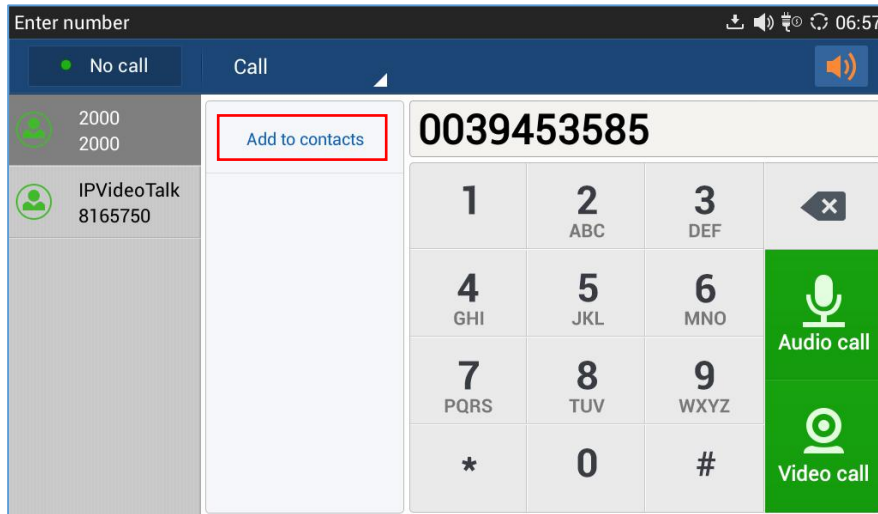 Enter number
06:57
No call
Call
2000
2000
IPVideoTalk
8165750
Add to contacts
0039453585
1
2
ABC
3
DEF
4
GHI
5
JKL
6
MNO
7
PQRS
8
TUV
9
WXYZ
*
0
#
Audio call
Video call